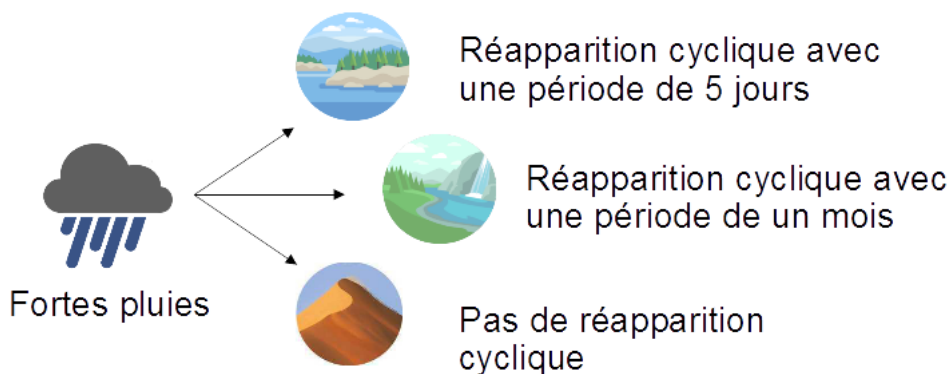 Réapparition cyclique avec
une période de 5 jours
Réapparition cyclique avec
une période de un mois
Fortes pluies
Pas de réapparition
cyclique